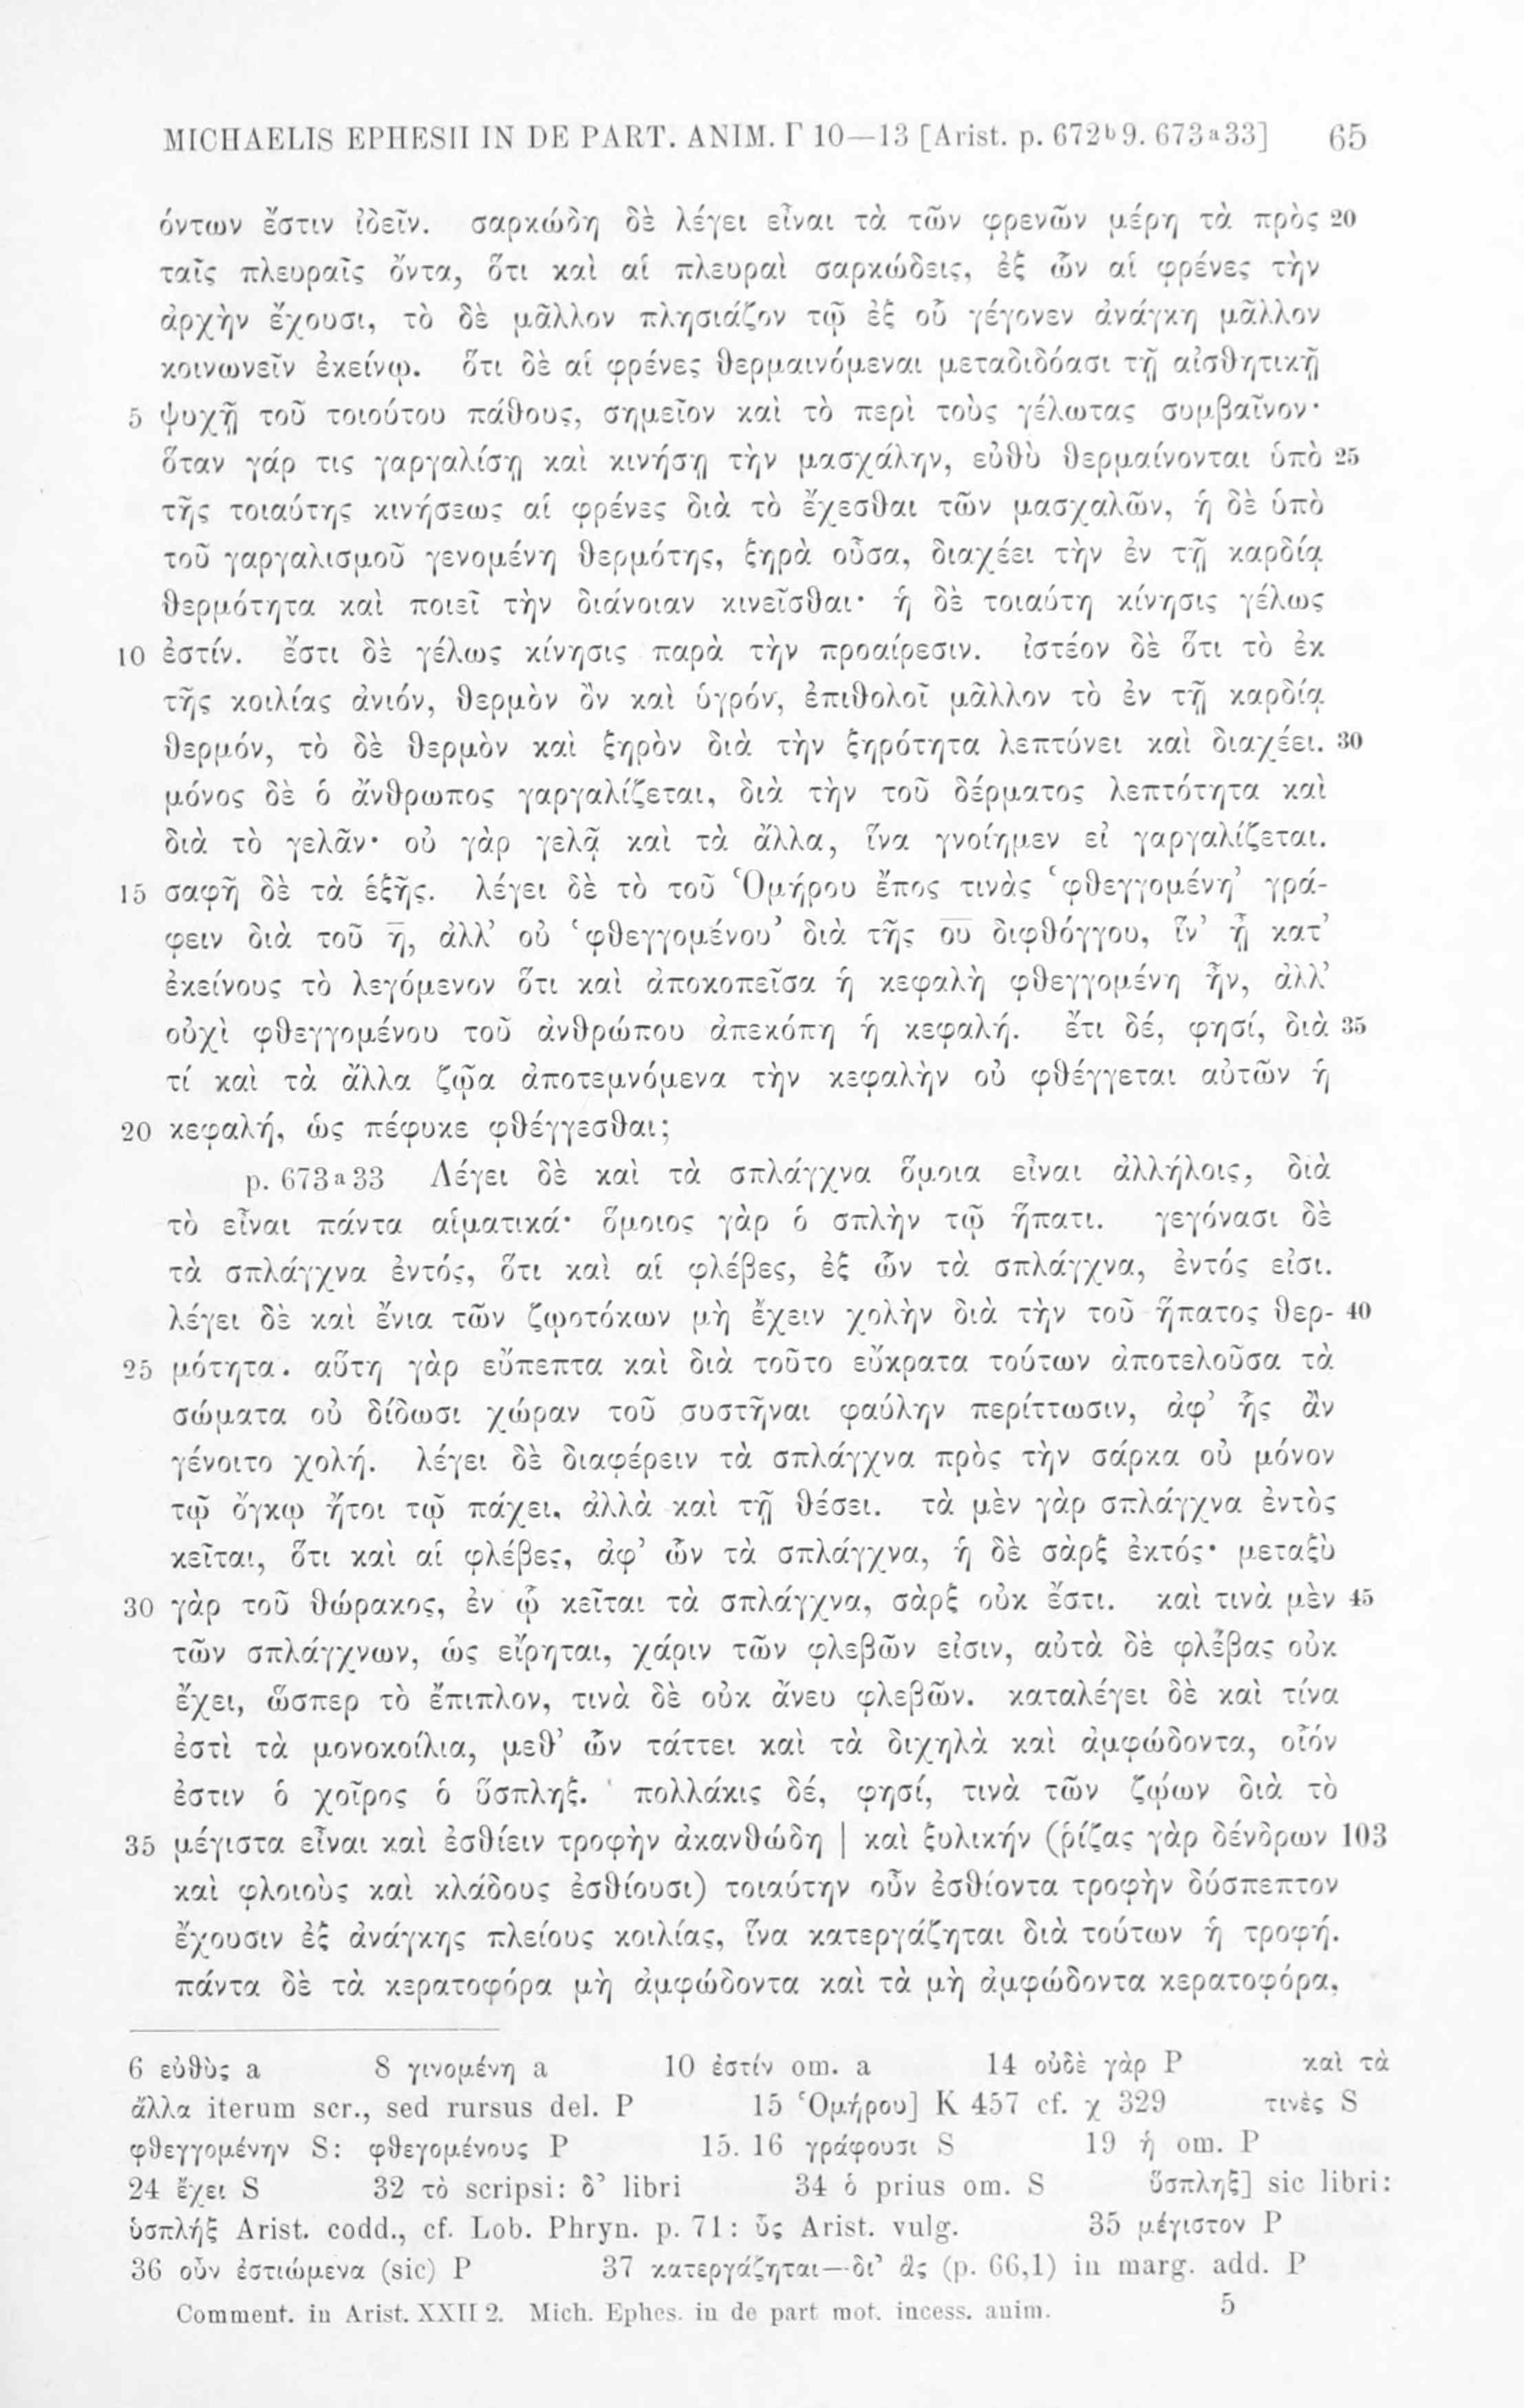 MICHAELIS EPHESII IN DE PART. ANIM. Γ 10—13 [Arist. p. 672ᵇ9. 673ᵃ33] 65
όντων ἔστιν ἰδεῖν. σαρκώδη δὲ λέγει εἶναι τὰ τῶν φρενῶν μέρη τὰ πρὸς 20
ταῖς πλευραῖς ὄντα, ὅτι καὶ αἱ πλευραὶ σαρκώδεις, ἐξ ὧν αἱ φρένες τὴν
ἀρχὴν ἔχουσι, τὸ δὲ μᾶλλον πλησιάζον τῷ ἐξ οὗ γέγονεν ἀνάγκη μᾶλλον
κοινωνεῖν ἐκείνῳ. ὅτι δὲ αἱ φρένες θερμαινόμεναι μεταδιδόασι τῇ αἰσθητικῇ
5 ψυχῇ τοῦ τοιούτου πάθους, σημεῖον καὶ τὸ περὶ τοὺς γέλωτας συμβαῖνον·
ὅταν γάρ τις γαργαλίσῃ καὶ κινήσῃ τὴν μασχάλην, εὐθὺ θερμαίνονται ὑπὸ 25
τῆς τοιαύτης κινήσεως αἱ φρένες διὰ τὸ ἔχεσθαι τῶν μασχαλῶν, ἡ δὲ ὑπὸ
τοῦ γαργαλισμοῦ γενομένη θερμότης, ξηρὰ οὖσα, διαχέει τὴν ἐν τῇ καρδίᾳ
θερμότητα καὶ ποιεῖ τὴν διάνοιαν κινεῖσθαι· ἡ δὲ τοιαύτη κίνησις γέλως
10 ἐστίν. ἔστι δὲ γέλως κίνησις παρὰ τὴν προαίρεσιν. ἰστέον δὲ ὅτι τὸ ἐκ
τῆς κοιλίας ἀνιόν, θερμὸν ὂν καὶ ὑγρόν, ἐπιθολοῖ μᾶλλον τὸ ἐν τῇ καρδίᾳ
θερμόν, τὸ δὲ θερμὸν καὶ ξηρὸν διὰ τὴν ξηρότητα λεπτύνει καὶ διαχέει. 30
μόνος δὲ ὁ ἄνθρωπος γαργαλίζεται, διὰ τὴν τοῦ δέρματος λεπτότητα καὶ
διὰ τὸ γελᾶν· οὐ γὰρ γελᾷ καὶ τὰ ἄλλα, ἵνα γνοίημεν εἰ γαργαλίζεται.
15 σαφῆ δὲ τὰ ἑξῆς. λέγει δὲ τὸ τοῦ Ὁμήρου ἔπος τινὰς ‘φθεγγομένη’ γρά-
φειν διὰ τοῦ η̅, ἀλλ’ οὐ ‘φθεγγομένου’ διὰ τῆς ο̅υ̅ διφθόγγου, ἵν’ ᾖ κατ’
ἐκείνους τὸ λεγόμενον ὅτι καὶ ἀποκοπεῖσα ἡ κεφαλὴ φθεγγομένη ἦν, ἀλλ’
οὐχὶ φθεγγομένου τοῦ ἀνθρώπου ἀπεκόπη ἡ κεφαλή. ἔτι δέ, φησί, διὰ 35
τί καὶ τὰ ἄλλα ζῷα ἀποτεμνόμενα τὴν κεφαλὴν οὐ φθέγγεται αὐτῶν ἡ
20 κεφαλή, ὡς πέφυκε φθέγγεσθαι;
p. 673ᵃ33 Λέγει δὲ καὶ τὰ σπλάγχνα ὅμοια εἶναι ἀλλήλοις, διὰ
τὸ εἶναι πάντα αἱματικά· ὅμοιος γὰρ ὁ σπλὴν τῷ ἥπατι. γεγόνασι δὲ
τὰ σπλάγχνα ἐντός, ὅτι καὶ αἱ φλέβες, ἐξ ὧν τὰ σπλάγχνα, ἐντός εἰσι.
λέγει δὲ καὶ ἔνια τῶν ζῳοτόκων μὴ ἔχειν χολὴν διὰ τὴν τοῦ ἥπατος θερ- 40
25 μότητα. αὕτη γὰρ εὔπεπτα καὶ διὰ τοῦτο εὔκρατα τούτων ἀποτελοῦσα τὰ
σώματα οὐ δίδωσι χώραν τοῦ συστῆναι φαύλην περίττωσιν, ἀφ’ ἧς ἂν
γένοιτο χολή. λέγει δὲ διαφέρειν τὰ σπλάγχνα πρὸς τὴν σάρκα οὐ μόνον
τῷ ὄγκῳ ἤτοι τῷ πάχει, ἀλλὰ καὶ τῇ θέσει. τὰ μὲν γὰρ σπλάγχνα ἐντὸς
κεῖται, ὅτι καὶ αἱ φλέβες, ἀφ’ ὧν τὰ σπλάγχνα, ἡ δὲ σὰρξ ἐκτός· μεταξὺ
30 γὰρ τοῦ θώρακος, ἐν ᾧ κεῖται τὰ σπλάγχνα, σὰρξ οὐκ ἔστι. καὶ τινὰ μὲν 45
τῶν σπλάγχνων, ὡς εἴρηται, χάριν τῶν φλεβῶν εἰσιν, αὐτὰ δὲ φλέβας οὐκ
ἔχει, ὥσπερ τὸ ἔπιπλον, τινὰ δὲ οὐκ ἄνευ φλεβῶν. καταλέγει δὲ καὶ τίνα
ἐστὶ τὰ μονοκοίλια, μεθ’ ὧν τάττει καὶ τὰ διχηλὰ καὶ ἀμφώδοντα, οἷόν
ἐστιν ὁ χοῖρος ὁ ὕσπληξ. πολλάκις δέ, φησί, τινὰ τῶν ζῴων διὰ τὸ
35 μέγιστα εἶναι καὶ ἐσθίειν τροφὴν ἀκανθώδη | καὶ ξυλικήν (ῥίζας γὰρ δένδρων 103
καὶ φλοιοὺς καὶ κλάδους ἐσθίουσι) τοιαύτην οὖν ἐσθίοντα τροφὴν δύσπεπτον
ἔχουσιν ἐξ ἀνάγκης πλείους κοιλίας, ἵνα κατεργάζηται διὰ τούτων ἡ τροφή.
πάντα δὲ τὰ κερατοφόρα μὴ ἀμφώδοντα καὶ τὰ μὴ ἀμφώδοντα κερατοφόρα,
6 εὐθὺς a 8 γινομένη a 10 ἐστίν om. a 14 οὐδὲ γὰρ P καὶ τὰ
ἄλλα iterum scr., sed rursus del. P 15 Ὁμήρου] K 457 cf. χ 329 τινὲς S
φθεγγομένην S: φθεγομένους P 15. 16 γράφουσι S 19 ἡ om. P
24 ἔχει S 32 τὸ scripsi: δ’ libri 34 ὁ prius om. S ὕσπληξ] sic libri:
ὑσπλήξ Arist. codd., cf. Lob. Phryn. p. 71: ὗς Arist. vulg. 35 μέγιστον P
36 οὖν ἐστιώμενα (sic) P 37 κατεργάζηται—δι’ ἃς (p. 66,1) in marg. add. P
Comment. in Arist. XXII 2. Mich. Ephes. in de part mot. incess. anim. 5